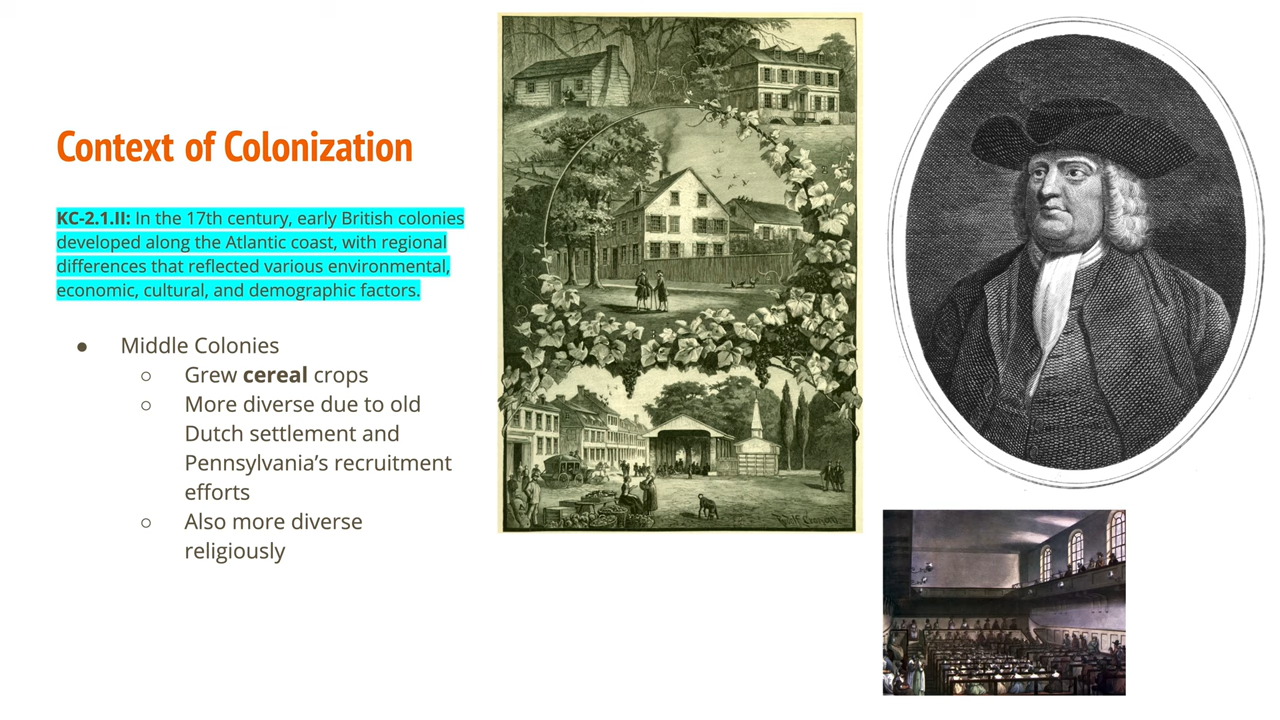 Context of Colonization
KC-2.1.II: In the 17th century, early British colonies
developed along the Atlantic coast, with regional
differences that reflected various environmental,
economic, cultural, and demographic factors.
● Middle Colonies
○ Grew cereal crops
○ More diverse due to old
Dutch settlement and
Pennsylvania’s recruitment
efforts
○ Also more diverse
religiously